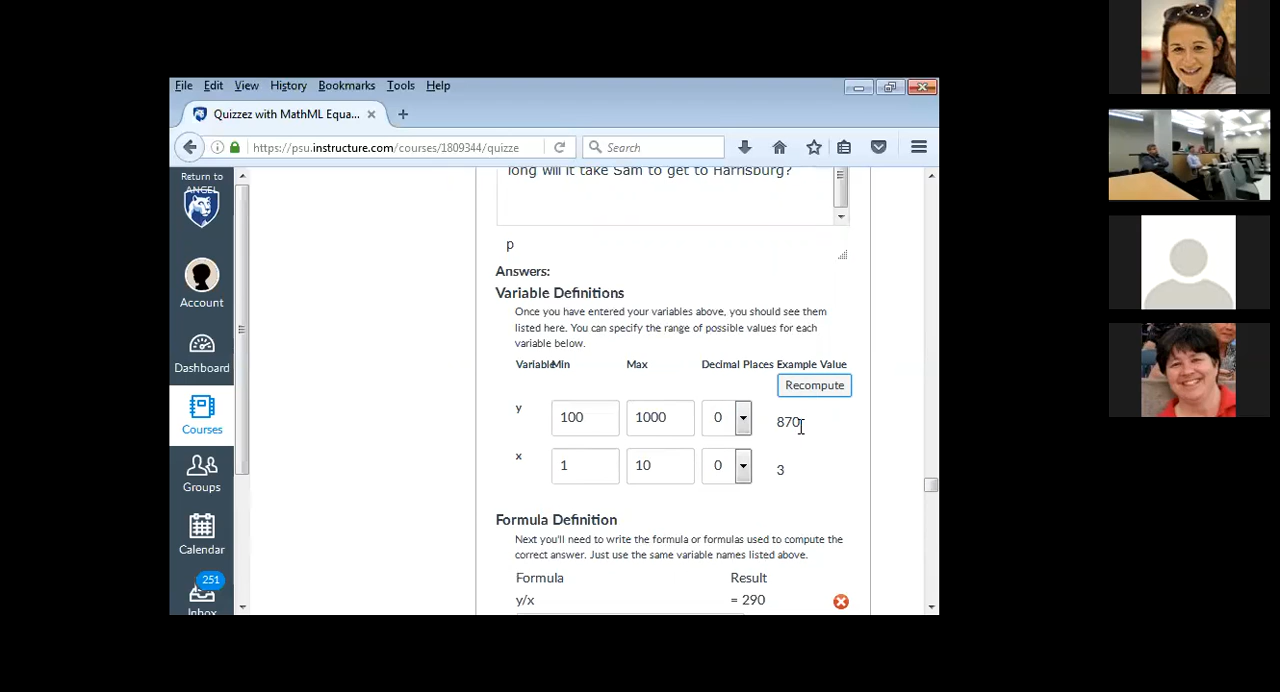 File Edit View History Bookmarks Tools Help
Quizzez with MathML Equa... × +
https://psu.instructure.com/courses/1809344/quizze
Search
Return to
ANGEL
Account
Dashboard
Courses
Groups
Calendar
251
Inbox
long will it take Sam to get to Harrisburg?
p
Answers:
Variable Definitions
Once you have entered your variables above, you should see them
listed here. You can specify the range of possible values for each
variable below.
Variable Min Max Decimal Places Example Value
Recompute
y 100 1000 0 870
x 1 10 0 3
Formula Definition
Next you'll need to write the formula or formulas used to compute the
correct answer. Just use the same variable names listed above.
Formula Result
y/x = 290